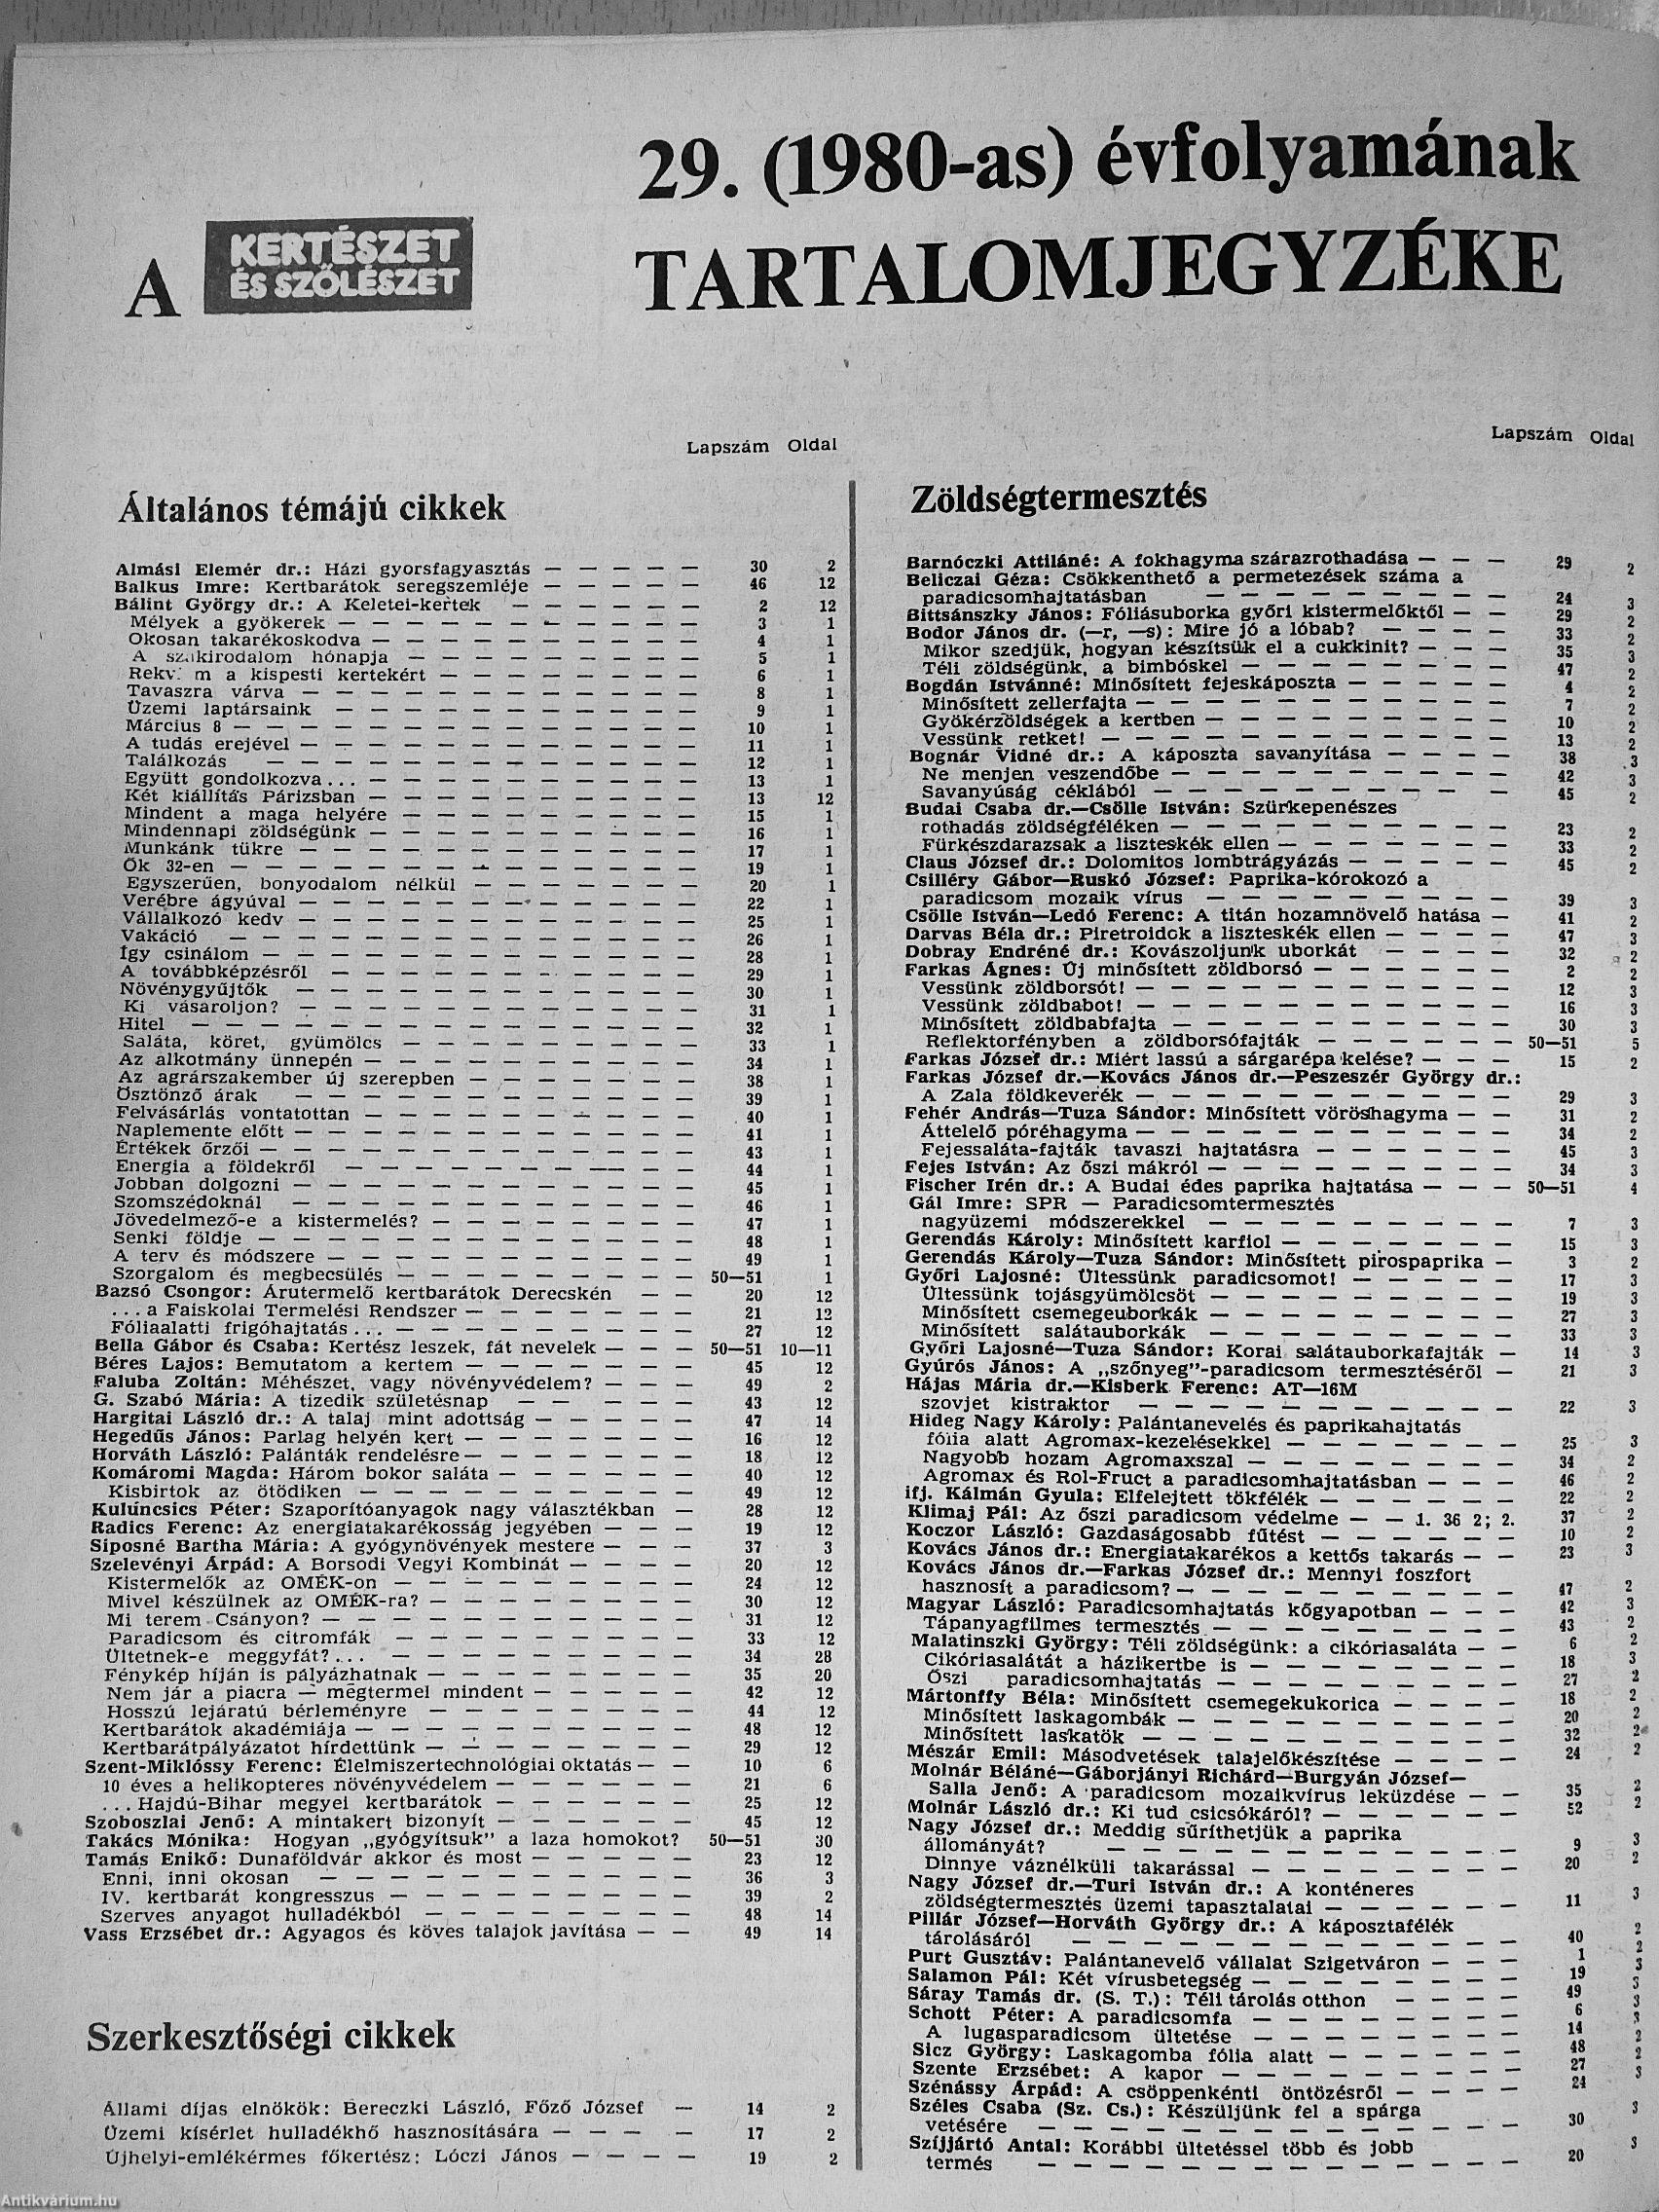 29. (1980-as) évfolyamának
A KERTÉSZET ÉS SZŐLÉSZET TARTALOMJEGYZÉKE
Lapszám Oldal
Általános témájú cikkek
Almási Elemér dr.: Házi gyorsfagyasztás — — — — — 30 2
Balkus Imre: Kertbarátok seregszemléje — — — — — 46 12
Bálint György dr.: A Keletei-kertek — — — — — — 2 12
Mélyek a gyökerek — — — — — — — — — — 3 1
Okosan takarékoskodva — — — — — — — — — 4 1
A szakirodalom hónapja — — — — — — — — 5 1
m a kispesti kertekért — — — — — — — 6 1
Tavaszra várva — — — — — — — — — — — 8 1
Üzemi laptársaink — — — — — — — — — — 9 1
Március 8 — — — — — — — — — — — — — 10 1
A tudás erejével — — — — — — — — — — — 11 1
Találkozás — — — — — — — — — — — — 12 1
Együtt gondolkozva... — — — — — — — — — 13 1
Két kiállítás Párizsban — — — — — — — — — 13 12
Mindent a maga helyére — — — — — — — — 15 1
Mindennapi zöldségünk — — — — — — — — — 16 1
Munkánk tükre — — — — — — — — — — — 17 1
Ők 32-en — — — — — — — — — — — — — 19 1
Egyszerűen, bonyodalom nélkül — — — — — — 20 1
Verébre ágyúval — — — — — — — — — — — 22 1
Vállalkozó kedv — — — — — — — — — — — 25 1
Vakáció — — — — — — — — — — — — — 26 1
Így csinálom — — — — — — — — — — — — 28 1
A továbbképzésről — — — — — — — — — — 29 1
Növénygyűjtők — — — — — — — — — — — 30 1
Ki vásároljon? — — — — — — — — — — — 31 1
Hitel — — — — — — — — — — — — — — 32 1
Saláta, köret, gyümölcs — — — — — — — — 33 1
Az alkotmány ünnepén — — — — — — — — — 34 1
Az agrárszakember új szerepben — — — — — — 38 1
Ösztönző árak — — — — — — — — — — — 39 1
Felvásárlás vontatottan — — — — — — — — — 40 1
Naplemente előtt — — — — — — — — — — — 41 1
Értékek őrzői — — — — — — — — — — — — 43 1
Energia a földekről — — — — — — — — — — 44 1
Jobban dolgozni — — — — — — — — — — — 45 1
Szomszédoknál — — — — — — — — — — — 46 1
Jövedelmező-e a kistermelés? — — — — — — — 47 1
Senki földje — — — — — — — — — — — — 48 1
A terv és módszere — — — — — — — — — — 49 1
Szorgalom és megbecsülés — — — — — — — — 50—51 1
Bazsó Csongor: Árutermelő kertbarátok Derecskén — — 20 12
...a Faiskolai Termelési Rendszer — — — — — — 21 12
Fóliaalatti frigóhajtatás... — — — — — — — — 27 12
Bella Gábor és Csaba: Kertész leszek, fát nevelek — — — 50—51 10—11
Béres Lajos: Bemutatom a kertem — — — — — — — 45 12
Faluba Zoltán: Méhészet, vagy növényvédelem? — — — 49 2
G. Szabó Mária: A tizedik születésnap — — — — — 43 12
Hargitai László dr.: A talaj mint adottság — — — — — 47 14
Hegedűs János: Parlag helyén kert — — — — — — — 16 12
Horváth László: Palánták rendelésre — — — — — — — 18 12
Komáromi Magda: Három bokor saláta — — — — — — 40 12
Kisbirtok az ötödiken — — — — — — — — — — 49 12
Kuluncsics Péter: Szaporítóanyagok nagy választékban — 28 12
Radics Ferenc: Az energiatakarékosság jegyében — — — 19 12
Siposné Bartha Mária: A gyógynövények mestere — — — 37 3
Szelevényi Árpád: A Borsodi Vegyi Kombinát — — — — 20 12
Kistermelők az OMÉK-on — — — — — — — — — 24 12
Mivel készülnek az OMÉK-ra? — — — — — — — — 30 12
Mi terem Csányon? — — — — — — — — — — — 31 12
Paradicsom és citromfák — — — — — — — — — 33 12
Ültetnek-e meggyfát?... — — — — — — — — — 34 28
Fénykép híján is pályázhatnak — — — — — — — — 35 20
Nem jár a piacra — megtermel mindent — — — — — 42 12
Hosszú lejáratú bérleményre — — — — — — — — 44 12
Kertbarátok akadémiája — — — — — — — — — — 48 12
Kertbarátpályázatot hírdettünk — — — — — — — — 29 12
Szent-Miklóssy Ferenc: Élelmiszertechnológiai oktatás — — 10 6
10 éves a helikopteres növényvédelem — — — — — — 21 6
...Hajdú-Bihar megyei kertbarátok — — — — — — 25 12
Szoboszlai Jenő: A mintakert bizonyít — — — — — — 45 12
Takács Mónika: Hogyan „gyógyítsuk" a laza homokot? 50—51 30
Tamás Enikő: Dunaföldvár akkor és most — — — — — 23 12
Enni, inni okosan — — — — — — — — — — — 36 3
IV. kertbarát kongresszus — — — — — — — — — 39 2
Szerves anyagot hulladékból — — — — — — — — 48 14
Vass Erzsébet dr.: Agyagos és köves talajok javítása — — 49 14
Szerkesztőségi cikkek
Állami díjas elnökök: Bereczki László, Főző József — 14 2
Üzemi kísérlet hulladékhő hasznosítására — — — — 17 2
Újhelyi-emlékérmes főkertész: Lóczi János — — — — 19 2
Lapszám Oldal
Zöldségtermesztés
Barnóczki Attiláné: A fokhagyma szárazrothadása — — — 29 2
Beliczai Géza: Csökkenthető a permetezések száma a
paradicsomhajtatásban — — — — — — — — — 24 3
Bittsánszky János: Fóliásuborka győri kistermelőktől — — 29 2
Bodor János dr. (—r, —s): Mire jó a lóbab? — — — — 33 2
Mikor szedjük, hogyan készítsük el a cukkinit? — — — 35 3
Téli zöldségünk, a bimbóskel — — — — — — — — 47 2
Bogdán Istvánné: Minősített fejeskáposzta — — — — — 4 2
Minősített zellerfajta — — — — — — — — — — — 7 2
Gyökérzöldségek a kertben — — — — — — — — — 10 2
Vessünk retket! — — — — — — — — — — — — 13 2
Bognár Vidné dr.: A káposzta savanyítása — — — — 38 3
Ne menjen veszendőbe — — — — — — — — — — 42 3
Savanyúság céklából — — — — — — — — — — 45 2
Budai Csaba dr.—Csölle István: Szürkepenészes
rothadás zöldségféléken — — — — — — — — — — 23 2
Fürkészdarazsak a liszteskék ellen — — — — — — — 33 2
Claus József dr.: Dolomitos lombtrágyázás — — — — — 45 2
Csilléry Gábor—Ruskó József: Paprika-kórokozó a
paradicsom mozaik vírus — — — — — — — — — 39 3
Csölle István—Ledó Ferenc: A titán hozamnövelő hatása — 41 2
Darvas Béla dr.: Piretroidok a liszteskék ellen — — — — 47 3
Dobray Endréné dr.: Kovászoljunk uborkát — — — — 32 2
Farkas Ágnes: Új minősített zöldborsó — — — — — — 2 2
Vessünk zöldborsót! — — — — — — — — — — — 12 3
Vessünk zöldbabot! — — — — — — — — — — — 16 3
Minősített zöldbabfajta — — — — — — — — — — 30 3
Reflektorfényben a zöldborsófajták — — — — — — 50—51 5
Farkas József dr.: Miért lassú a sárgarépa kelése? — — — 15 2
Farkas József dr.—Kovács János dr.—Peszeszér György dr.:
A Zala földkeverék — — — — — — — — — — — 29 3
Fehér András—Tuza Sándor: Minősített vöröshagyma — — 31 2
Áttelelő póréhagyma — — — — — — — — — — — 34 2
Fejessaláta-fajták tavaszi hajtatásra — — — — — — 45 3
Fejes István: Az őszi mákról — — — — — — — — — 34 3
Fischer Irén dr.: A Budai édes paprika hajtatása — — — 50—51 4
Gál Imre: SPR — Paradicsomtermesztés
nagyüzemi módszerekkel — — — — — — — — — 7 3
Gerendás Károly: Minősített karfiol — — — — — — — 15 3
Gerendás Károly—Tuza Sándor: Minősített pirospaprika — 3 2
Győri Lajosné: Ültessünk paradicsomot! — — — — — — 17 3
Ültessünk tojásgyümölcsöt — — — — — — — — — 19 3
Minősített csemegeuborkák — — — — — — — — — 27 3
Minősített salátauborkák — — — — — — — — — 33 3
Győri Lajosné—Tuza Sándor: Korai salátauborkafajták — 14 3
Gyúrós János: A „szőnyeg"-paradicsom termesztéséről — 21 3
Hájas Mária dr.—Kisberk Ferenc: AT—16M
szovjet kistraktor — — — — — — — — — — — 22 3
Hideg Nagy Károly: Palántanevelés és paprikahajtatás
fólia alatt Agromax-kezelésekkel — — — — — — — 25 3
Nagyobb hozam Agromaxszal — — — — — — — — 34 2
Agromax és Rol-Fruct a paradicsomhajtatásban — — — 46 2
ifj. Kálmán Gyula: Elfelejtett tökfélék — — — — — — 22 2
Klimaj Pál: Az őszi paradicsom védelme — — 1. 36 2; 2. 37 2
Koczor László: Gazdaságosabb fűtést — — — — — — 10 2
Kovács János dr.: Energiatakarékos a kettős takarás — — 23 3
Kovács János dr.—Farkas József dr.: Mennyi foszfort
hasznosít a paradicsom? — — — — — — — — — — 47 2
Magyar László: Paradicsomhajtatás kőgyapotban — — — 42 3
Tápanyagfilmes termesztés — — — — — — — — — 43 2
Malatinszki György: Téli zöldségünk: a cikóriasaláta — — 6 2
Cikóriasalátát a házikertbe is — — — — — — — — 18 3
Őszi paradicsomhajtatás — — — — — — — — — 27 2
Mártonffy Béla: Minősített csemegekukorica — — — — 18 2
Minősített laskagombák — — — — — — — — — — 20 2
Minősített laskatök — — — — — — — — — — — 32 2
Mészár Emil: Másodvetések talajelőkészítése — — — — 24 2
Molnár Béláné—Gáborjányi Richárd—Burgyán József—
Salla Jenő: A paradicsom mozaikvírus leküzdése — — 35 2
Molnár László dr.: Ki tud csicsókáról? — — — — — — 52 2
Nagy József dr.: Meddig sűríthetjük a paprika
állományát? — — — — — — — — — — — — 9 3
Dinnye váznélküli takarással — — — — — — — — 20 2
Nagy József dr.—Turi István dr.: A konténeres
zöldségtermesztés üzemi tapasztalatai — — — — — 11 3
Pillár József—Horváth György dr.: A káposztafélék
tárolásáról — — — — — — — — — — — — 40 2
Purt Gusztáv: Palántanevelő vállalat Szigetváron — — — 1 2
Salamon Pál: Két vírusbetegség — — — — — — — — 19 3
Sáray Tamás dr. (S. T.): Téli tárolás otthon — — — — 49 3
Schott Péter: A paradicsomfa — — — — — — — — 6 3
A lugasparadicsom ültetése — — — — — — — — 14 3
Sicz György: Laskagomba fólia alatt — — — — — — 48 2
Szente Erzsébet: A kapor — — — — — — — — — 27 2
Szénássy Árpád: A csöppenkénti öntözésről — — — — 24 3
Széles Csaba (Sz. Cs.): Készüljünk fel a spárga
vetésére — — — — — — — — — — — — — 30 3
Szíjjártó Antal: Korábbi ültetéssel több és jobb
termés — — — — — — — — — — — — — 20 3
Antikvárium.hu